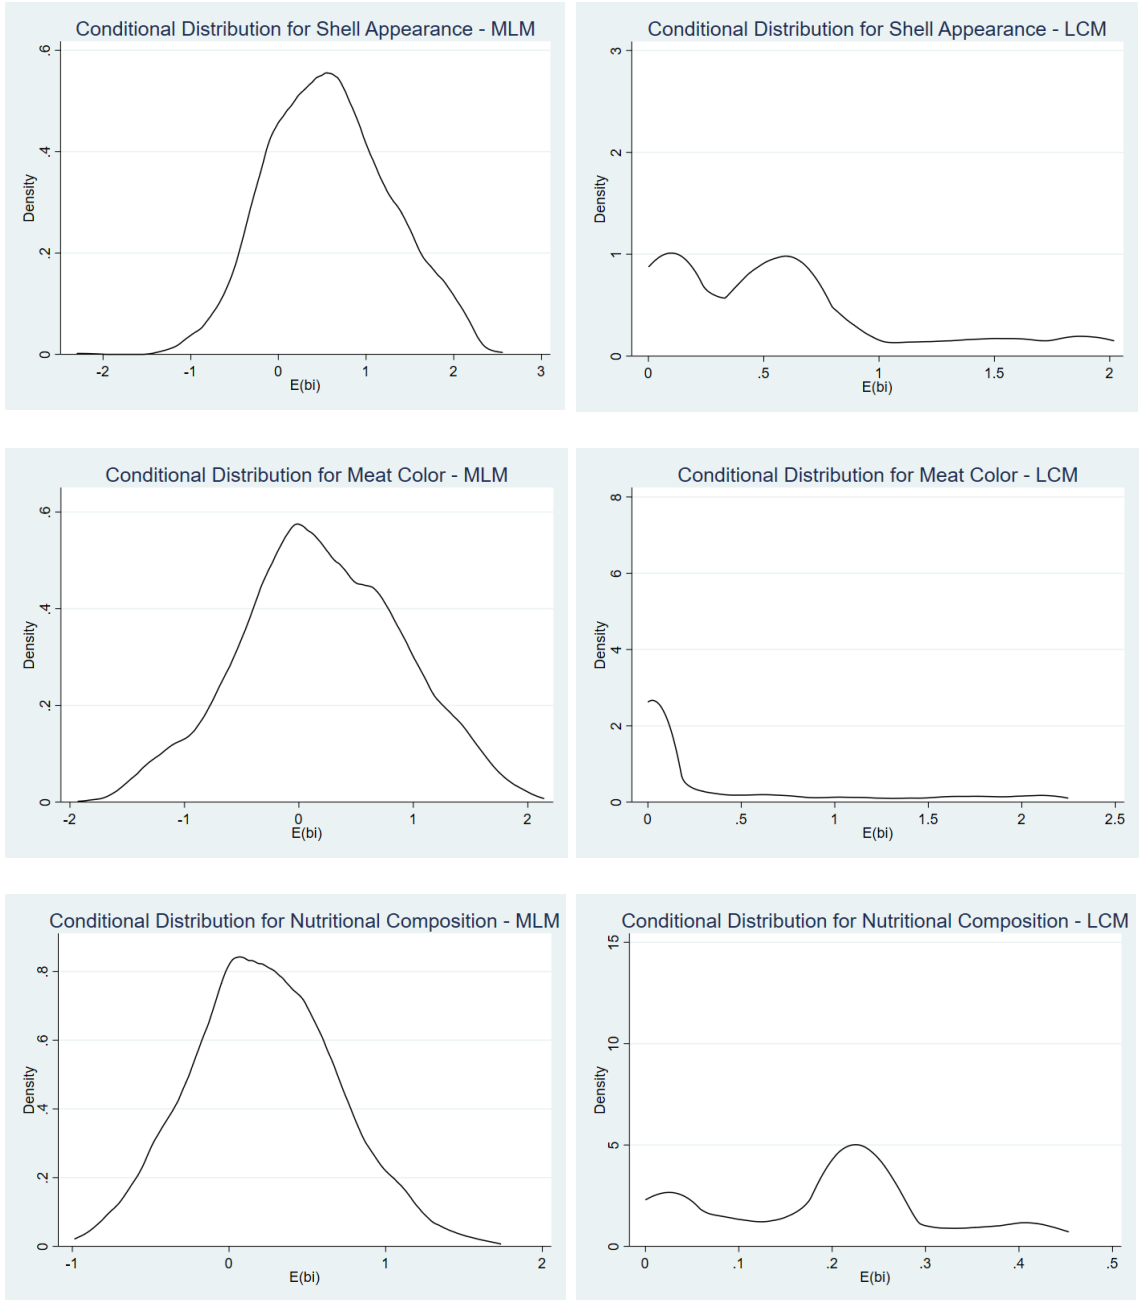 Conditional Distribution for Shell Appearance - MLM
.6
.4
.2
0
Density
-2 -1 0 1 2 3
E(bi)
Conditional Distribution for Shell Appearance - LCM
3
2
1
0
Density
0 .5 1 1.5 2
E(bi)
Conditional Distribution for Meat Color - MLM
.6
.4
.2
0
Density
-2 -1 0 1 2
E(bi)
Conditional Distribution for Meat Color - LCM
8
6
4
2
0
Density
0 .5 1 1.5 2 2.5
E(bi)
Conditional Distribution for Nutritional Composition - MLM
.8
.6
.4
.2
0
Density
-1 0 1 2
E(bi)
Conditional Distribution for Nutritional Composition - LCM
15
10
5
0
Density
0 .1 .2 .3 .4 .5
E(bi)